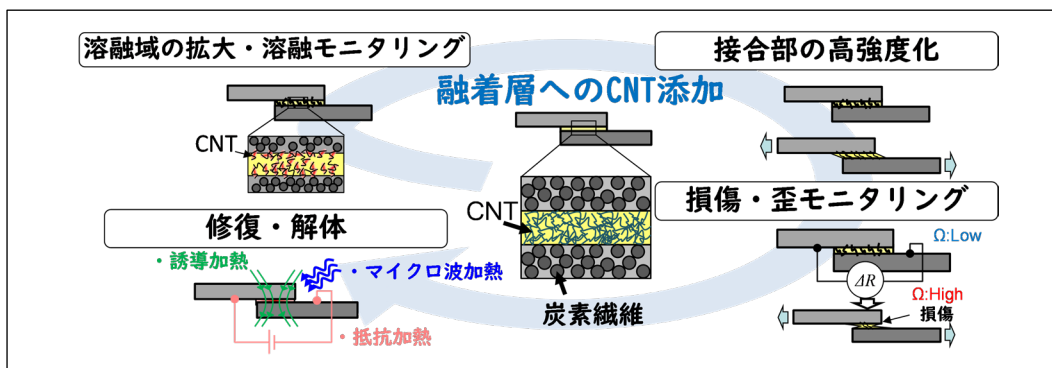 溶融域の拡大・溶融モニタリング
CNT
融着層へのCNT添加
CNT
炭素繊維
接合部の高強度化
損傷・歪モニタリング
Ω:Low
ΔR
Ω:High
損傷
修復・解体
・誘導加熱
・マイクロ波加熱
・抵抗加熱